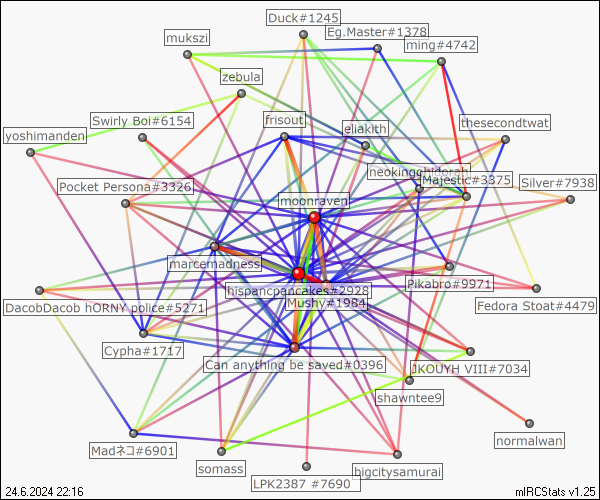 Duck#1245
Eg.Master#1378
mukszi
ming#4742
zebula
Swirly Boi#6154
frisout
eliakith
thesecondtwat
yoshimanden
neokingghidorah
Majestic#3375
Silver#7938
Pocket Persona#3326
moonraven
marcemadness
hispancpancakes#2928
Pikabro#9971
Mushy#1984
DacobDacob hORNY police#5271
Fedora Stoat#4479
Cypha#1717
Can anything be saved#0396
JKOUYH VIII#7034
shawntee9
Madネコ#6901
normalwan
somass
bigcitysamurai
LPK2387 #7690
24.6.2024 22:16
mIRCStats v1.25